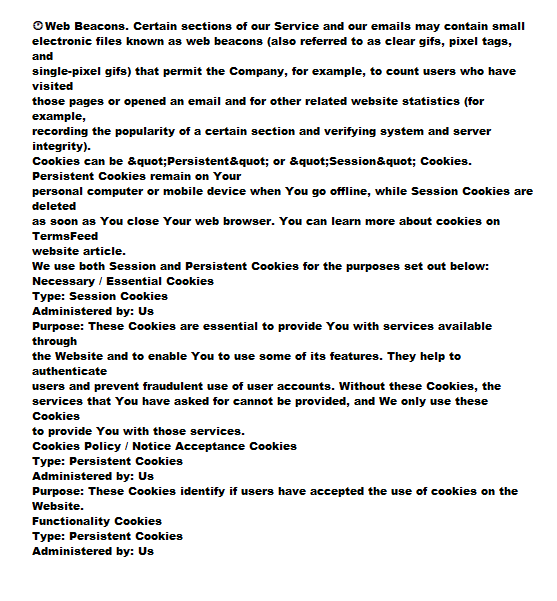 🕐Web Beacons. Certain sections of our Service and our emails may contain small
electronic files known as web beacons (also referred to as clear gifs, pixel tags,
and
single-pixel gifs) that permit the Company, for example, to count users who have
visited
those pages or opened an email and for other related website statistics (for
example,
recording the popularity of a certain section and verifying system and server
integrity).
Cookies can be &quot;Persistent&quot; or &quot;Session&quot; Cookies.
Persistent Cookies remain on Your
personal computer or mobile device when You go offline, while Session Cookies are
deleted
as soon as You close Your web browser. You can learn more about cookies on
TermsFeed
website article.
We use both Session and Persistent Cookies for the purposes set out below:
Necessary / Essential Cookies
Type: Session Cookies
Administered by: Us
Purpose: These Cookies are essential to provide You with services available
through
the Website and to enable You to use some of its features. They help to
authenticate
users and prevent fraudulent use of user accounts. Without these Cookies, the
services that You have asked for cannot be provided, and We only use these
Cookies
to provide You with those services.
Cookies Policy / Notice Acceptance Cookies
Type: Persistent Cookies
Administered by: Us
Purpose: These Cookies identify if users have accepted the use of cookies on the
Website.
Functionality Cookies
Type: Persistent Cookies
Administered by: Us